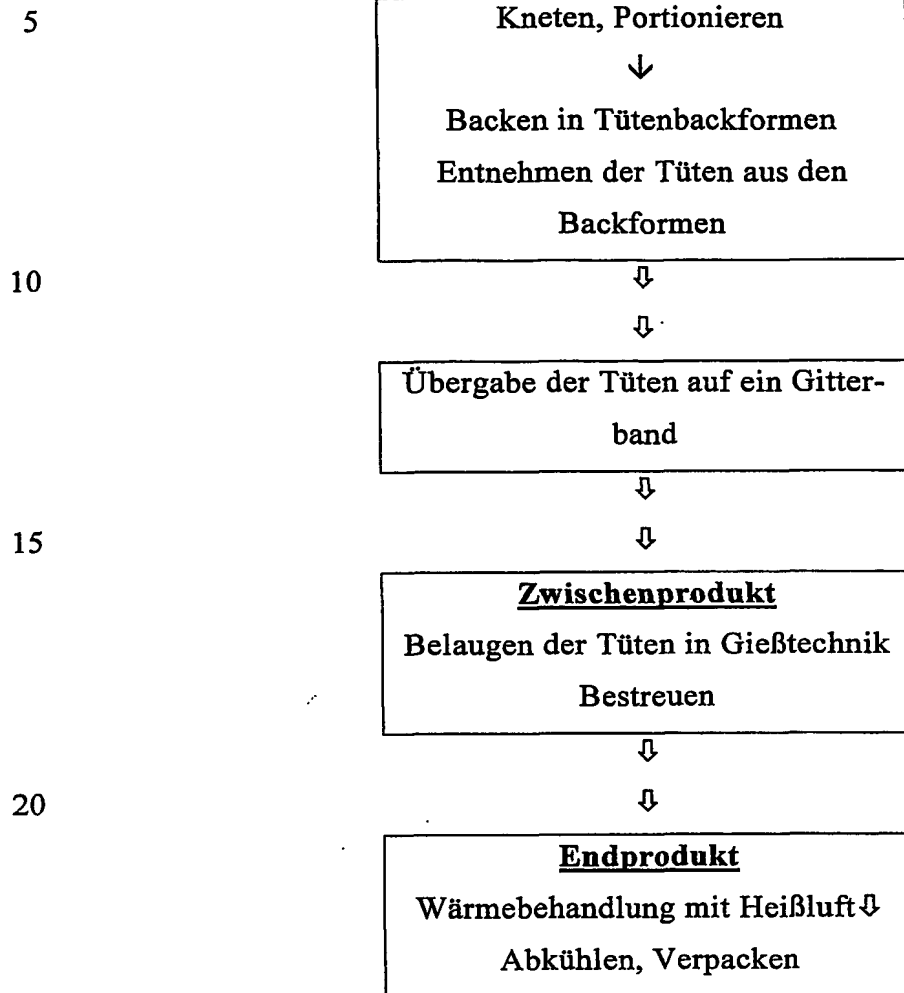 5 Kneten, Portionieren
↓
Backen in Tütenbackformen
Entnehmen der Tüten aus den
Backformen
10 ⇩
⇩
Übergabe der Tüten auf ein Gitter-
band
⇩
15 ⇩
Zwischenprodukt
Belaugen der Tüten in Gießtechnik
Bestreuen
⇩
20 ⇩
Endprodukt
Wärmebehandlung mit Heißluft⇩
Abkühlen, Verpacken